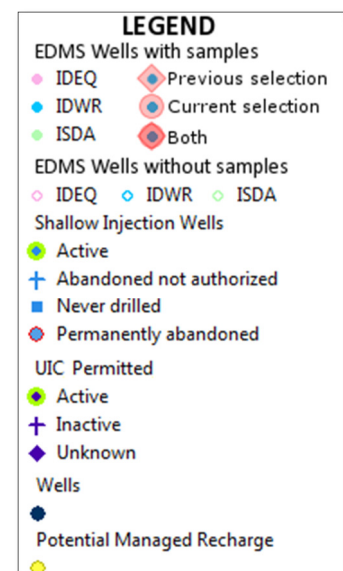 LEGEND
EDMS Wells with samples
IDEQ Previous selection
IDWR Current selection
ISDA Both
EDMS Wells without samples
IDEQ IDWR ISDA
Shallow Injection Wells
Active
Abandoned not authorized
Never drilled
Permanently abandoned
UIC Permitted
Active
Inactive
Unknown
Wells
Potential Managed Recharge